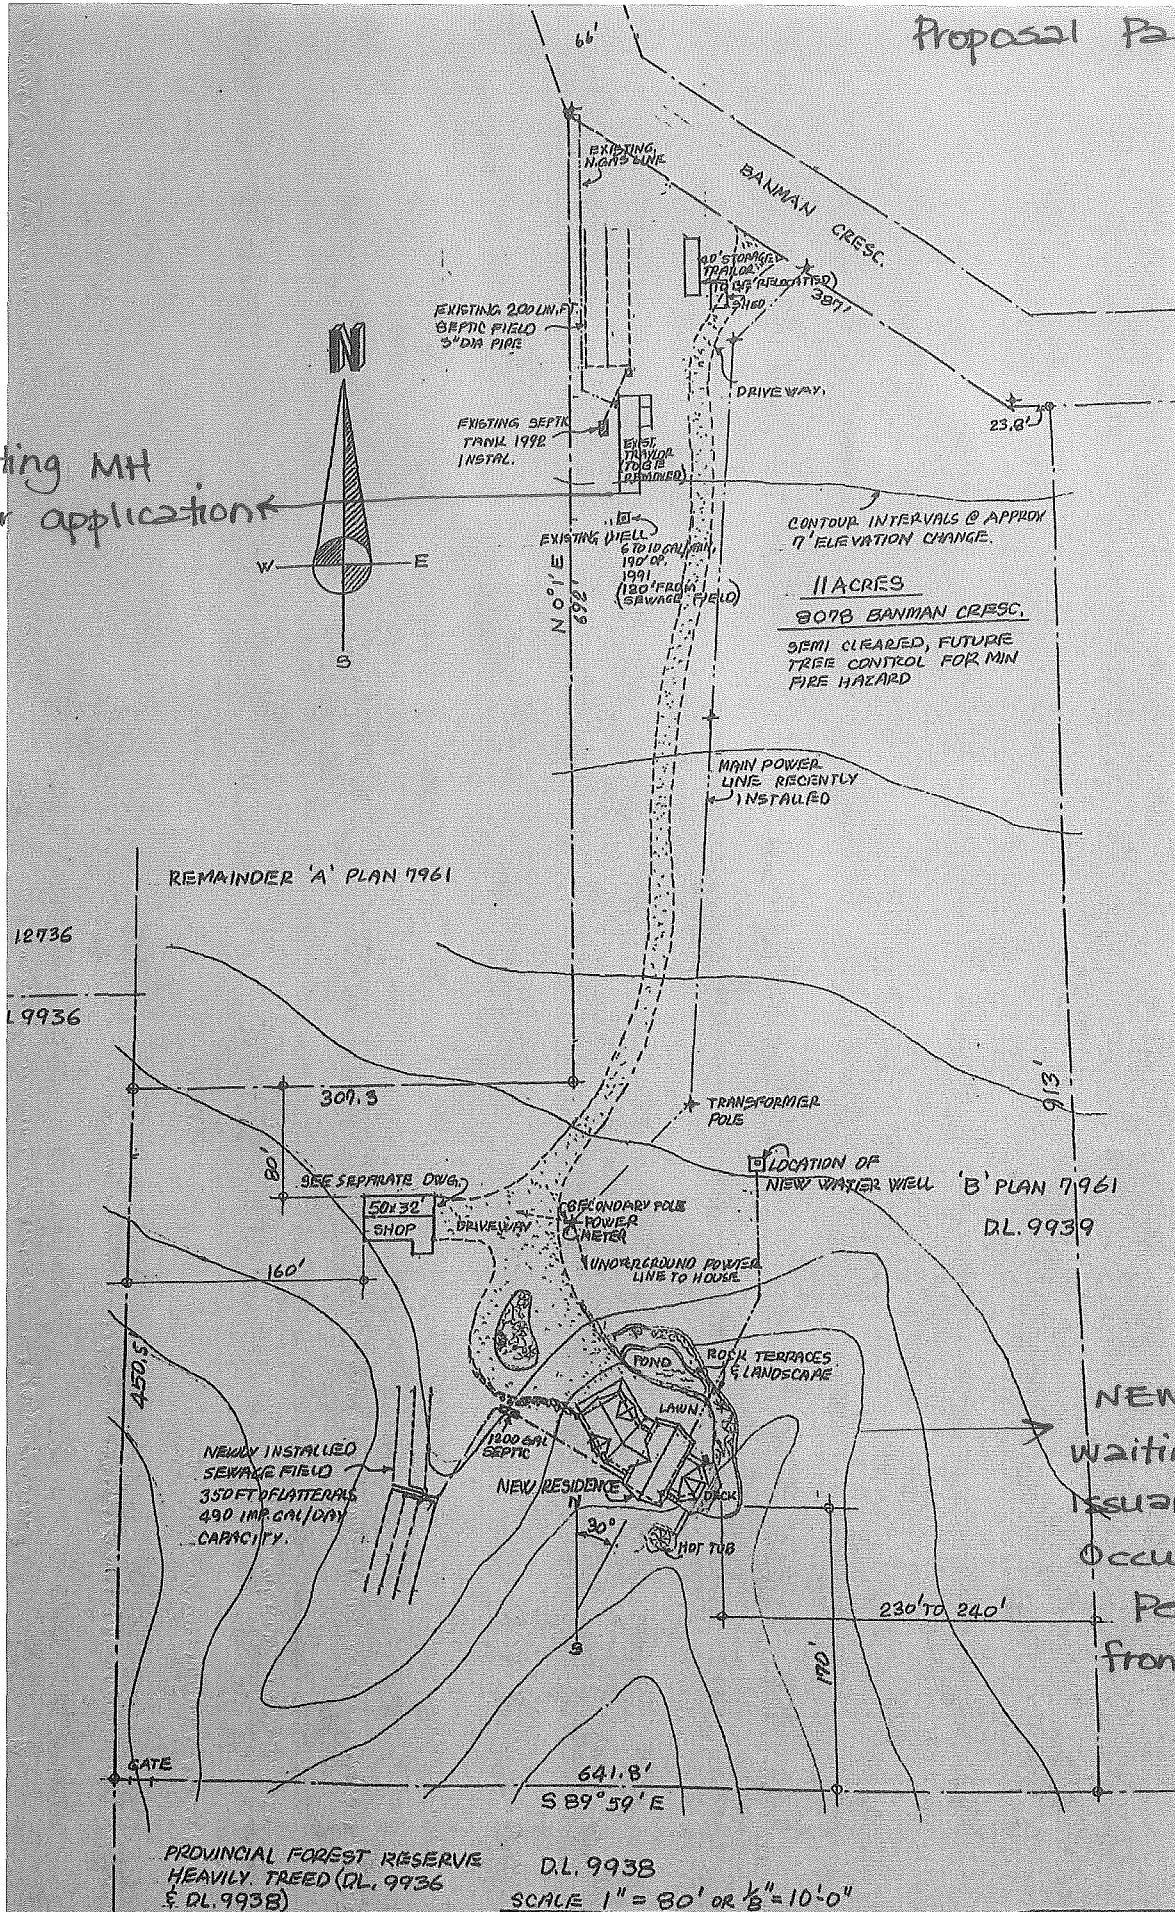 Proposal Pa
66'
EXISTING
N.GAS LINE
BANMAN CRESC.
40' STORAGE
TRAILOR
(TO BE RELOCATED)
SHED
387'
EXISTING 200 LIN.FT.
SEPTIC FIELD
3" DIA PIPE
N
DRIVEWAY.
23.8'
EXISTING SEPTIC
TANK 1992
INSTAL.
EXIST.
TRAYLOR
(TO BE
REMOVED)
ting MH
r application
CONTOUR INTERVALS @ APPROX
7' ELEVATION CHANGE.
EXISTING WELL
6 TO 10 GAL/MIN,
190' DP.
1991
(120' FROM
SEWAGE FIELD)
W
E
S
N 0°1' E
692'
11 ACRES
8078 BANMAN CRESC.
SEMI CLEARED, FUTURE
TREE CONTROL FOR MIN
FIRE HAZARD
MAIN POWER
LINE RECENTLY
INSTALLED
REMAINDER 'A' PLAN 7961
12736
L 9936
307.3
913'
TRANSFORMER
POLE
80'
LOCATION OF
NEW WATER WELL
'B' PLAN 7961
D.L. 9939
SEE SEPARATE DWG.
50x32'
SHOP
DRIVEWAY
SECONDARY POLE
POWER
METER
UNDERGROUND POWER
LINE TO HOUSE
160'
450.5'
POND
ROCK TERRACES
& LANDSCAPE
LAWN
NEW
waitin
issuan
Occu
Pe
from
1200 GAL
SEPTIC
NEWLY INSTALLED
SEWAGE FIELD
350 FT OF LATTERALS
490 IMP. GAL/DAY
CAPACITY.
NEW RESIDENCE
DECK
N
30°
HOT TUB
S
230' TO 240'
170'
GATE
641.8'
S 89°59' E
PROVINCIAL FOREST RESERVE
HEAVILY TREED (DL. 9936
& DL. 9938)
D.L. 9938
SCALE 1" = 80' OR 1/8" = 10'-0"